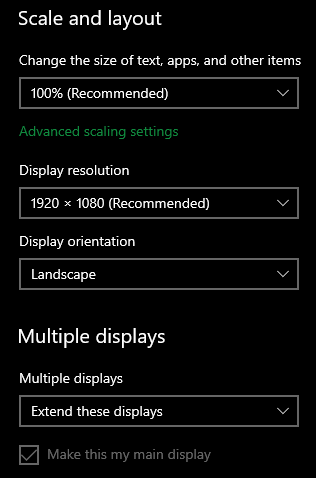 Scale and layout
Change the size of text, apps, and other items
100% (Recommended)
Advanced scaling settings
Display resolution
1920 × 1080 (Recommended)
Display orientation
Landscape
Multiple displays
Multiple displays
Extend these displays
Make this my main display